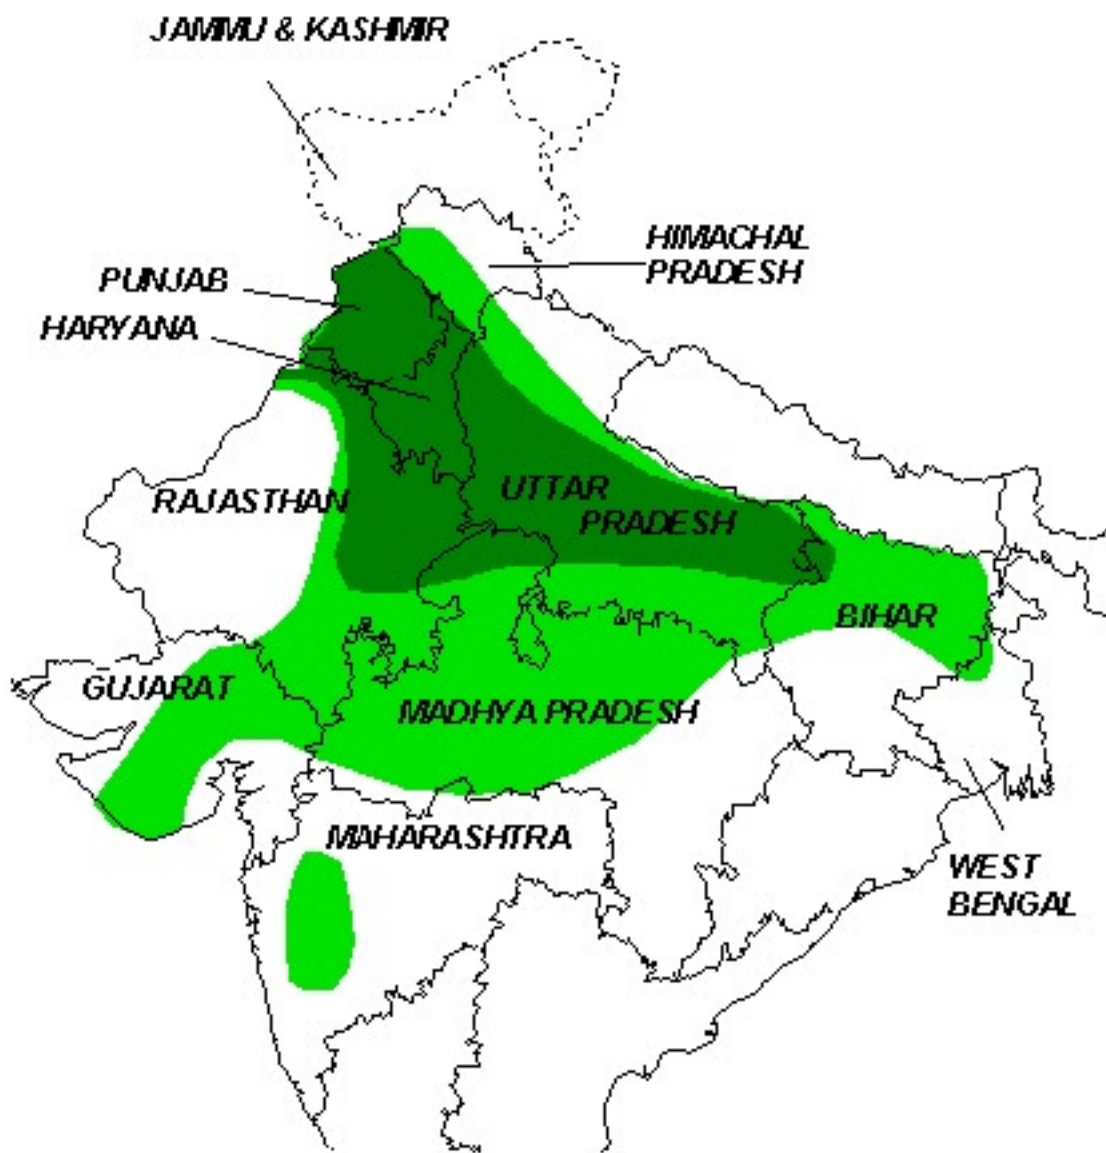 JAMMU & KASHMIR
HIMACHAL
PRADESH
PUNJAB
HARYANA
RAJASTHAN
UTTAR
PRADESH
BIHAR
GUJARAT
MADHYA PRADESH
MAHARASHTRA
WEST
BENGAL